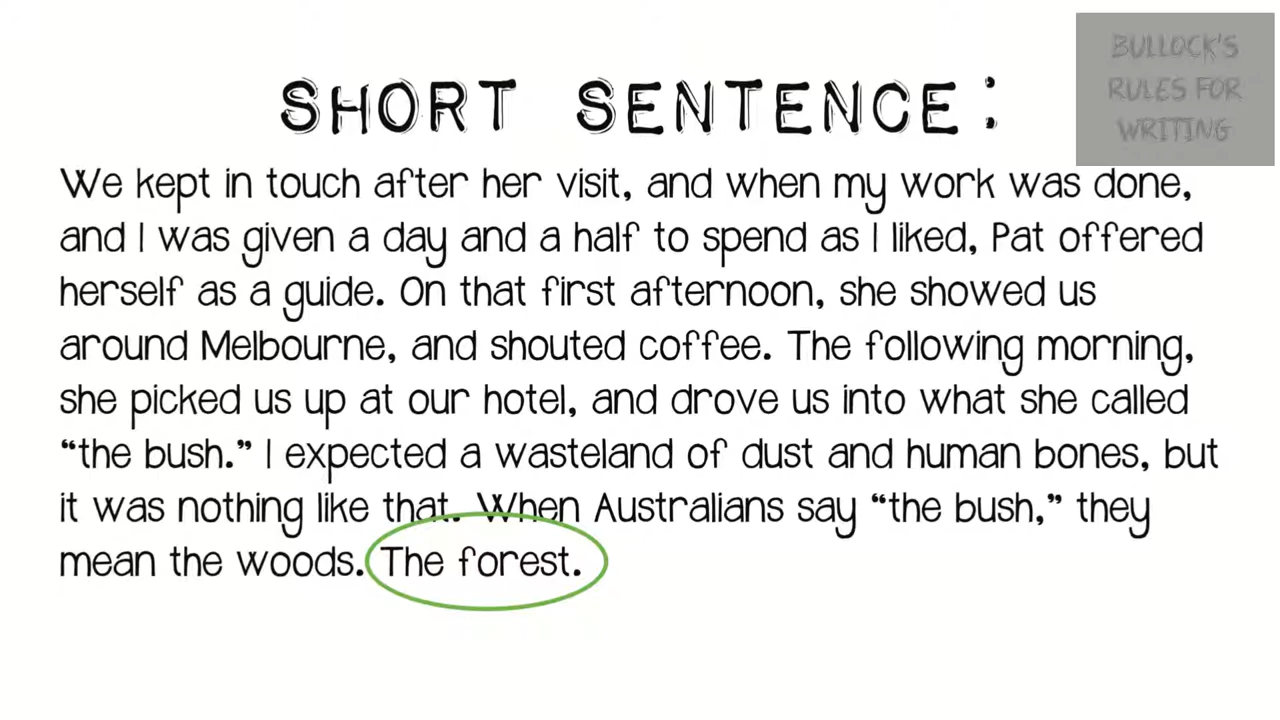 BULLOCK'S
RULES FOR
WRITING
SHORT SENTENCE:
We kept in touch after her visit, and when my work was done,
and I was given a day and a half to spend as I liked, Pat offered
herself as a guide. On that first afternoon, she showed us
around Melbourne, and shouted coffee. The following morning,
she picked us up at our hotel, and drove us into what she called
“the bush.” I expected a wasteland of dust and human bones, but
it was nothing like that. When Australians say “the bush,” they
mean the woods. The forest.